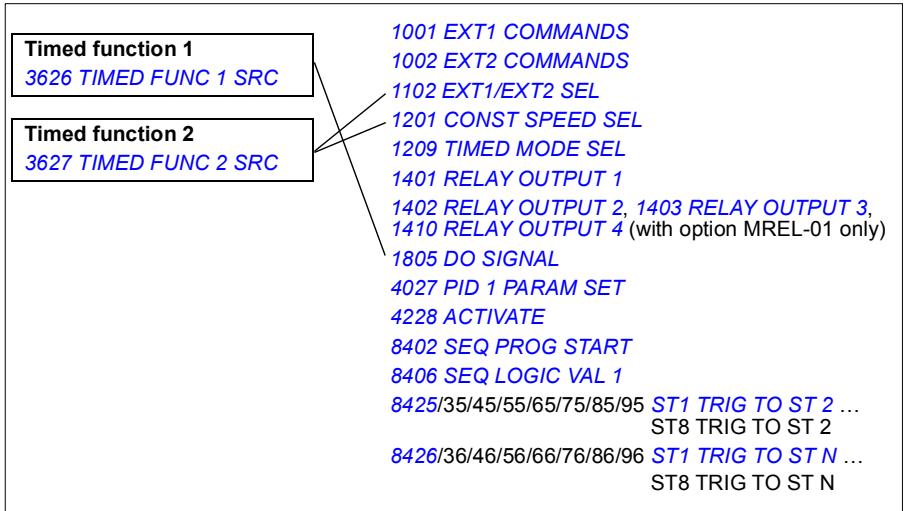 Timed function 1
3626 TIMED FUNC 1 SRC
Timed function 2
3627 TIMED FUNC 2 SRC
1001 EXT1 COMMANDS
1002 EXT2 COMMANDS
1102 EXT1/EXT2 SEL
1201 CONST SPEED SEL
1209 TIMED MODE SEL
1401 RELAY OUTPUT 1
1402 RELAY OUTPUT 2, 1403 RELAY OUTPUT 3,
1410 RELAY OUTPUT 4 (with option MREL-01 only)
1805 DO SIGNAL
4027 PID 1 PARAM SET
4228 ACTIVATE
8402 SEQ PROG START
8406 SEQ LOGIC VAL 1
8425/35/45/55/65/75/85/95 ST1 TRIG TO ST 2 …
ST8 TRIG TO ST 2
8426/36/46/56/66/76/86/96 ST1 TRIG TO ST N …
ST8 TRIG TO ST N